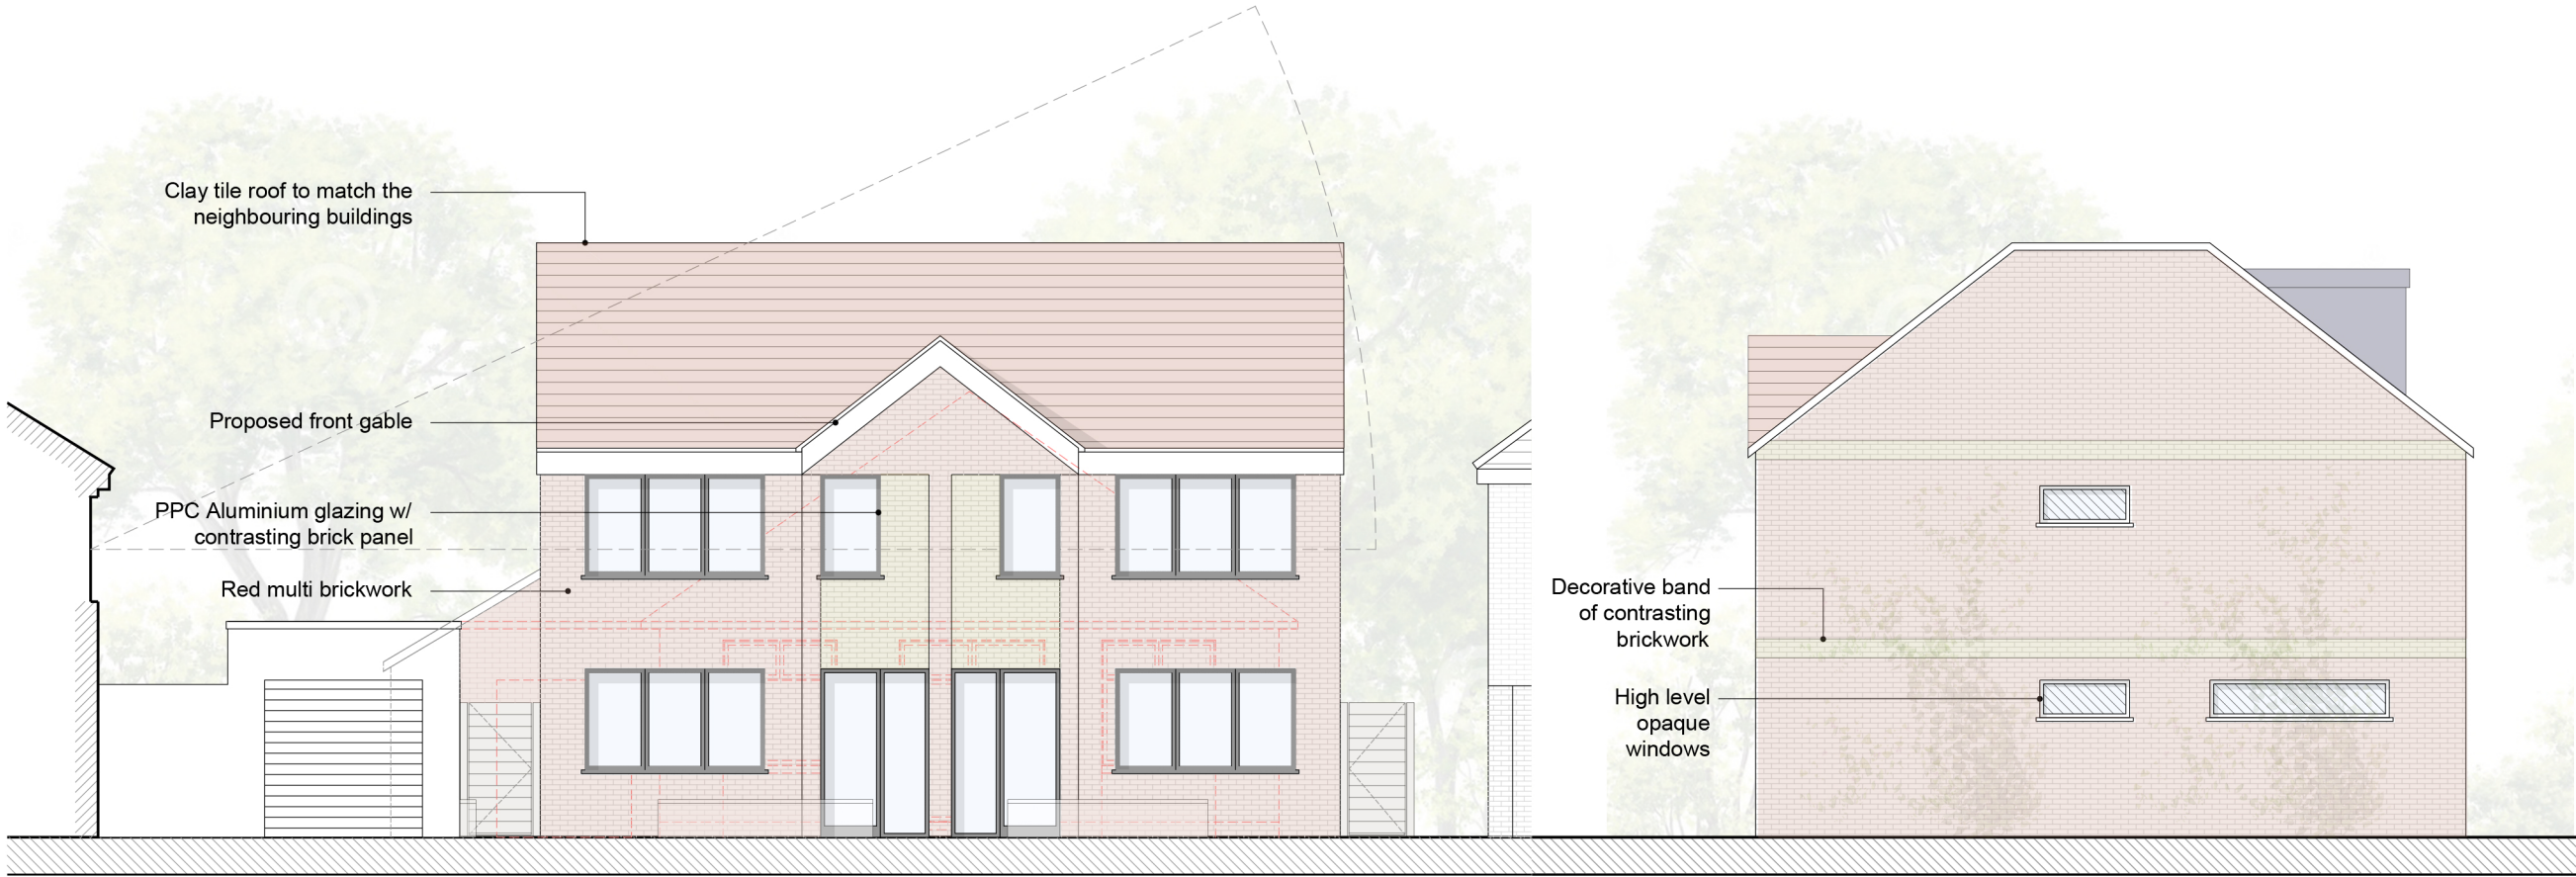 Clay tile roof to match the
neighbouring buildings
Proposed front gable
PPC Aluminium glazing w/
contrasting brick panel
Red multi brickwork
Decorative band
of contrasting
brickwork
High level
opaque
windows